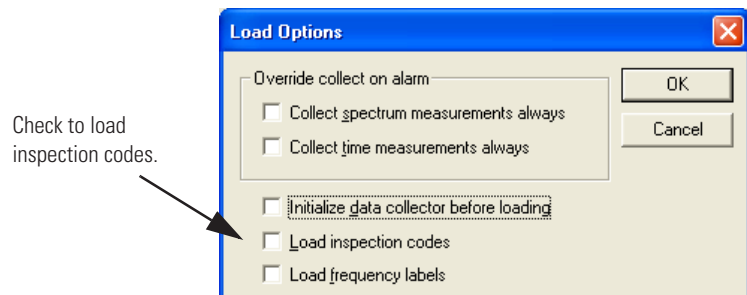 Load Options
Override collect on alarm
OK
Collect spectrum measurements always
Cancel
Collect time measurements always
Check to load
inspection codes.
Initialize data collector before loading
Load inspection codes
Load frequency labels